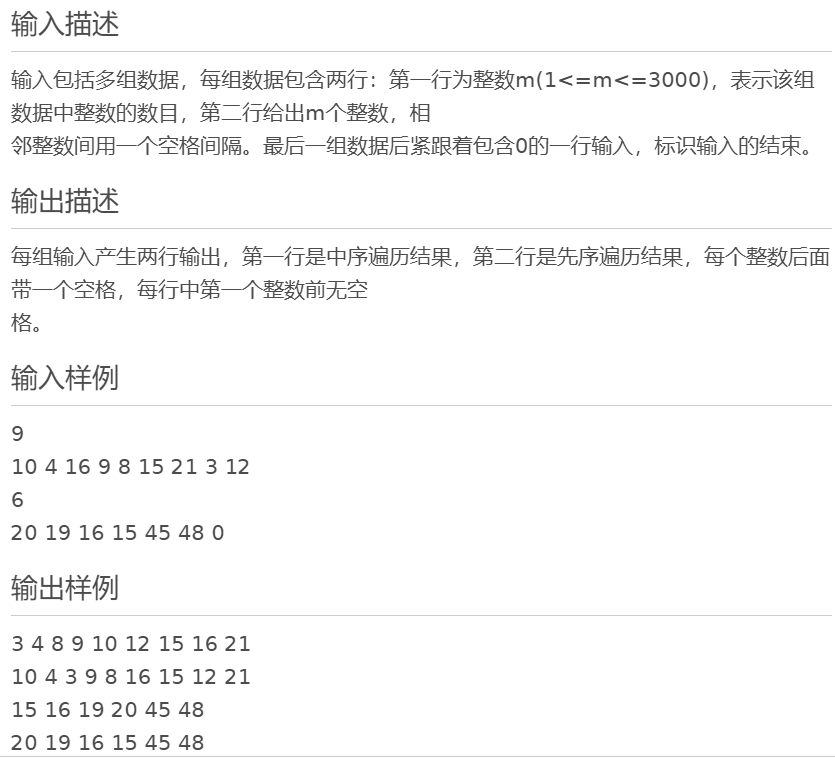 输入描述
输入包括多组数据，每组数据包含两行：第一行为整数m(1<=m<=3000)，表示该组
数据中整数的数目，第二行给出m个整数，相
邻整数间用一个空格间隔。最后一组数据后紧跟着包含0的一行输入，标识输入的结束。
输出描述
每组输入产生两行输出，第一行是中序遍历结果，第二行是先序遍历结果，每个整数后面
带一个空格，每行中第一个整数前无空
格。
输入样例
9
10 4 16 9 8 15 21 3 12
6
20 19 16 15 45 48 0
输出样例
3 4 8 9 10 12 15 16 21
10 4 3 9 8 16 15 12 21
15 16 19 20 45 48
20 19 16 15 45 48